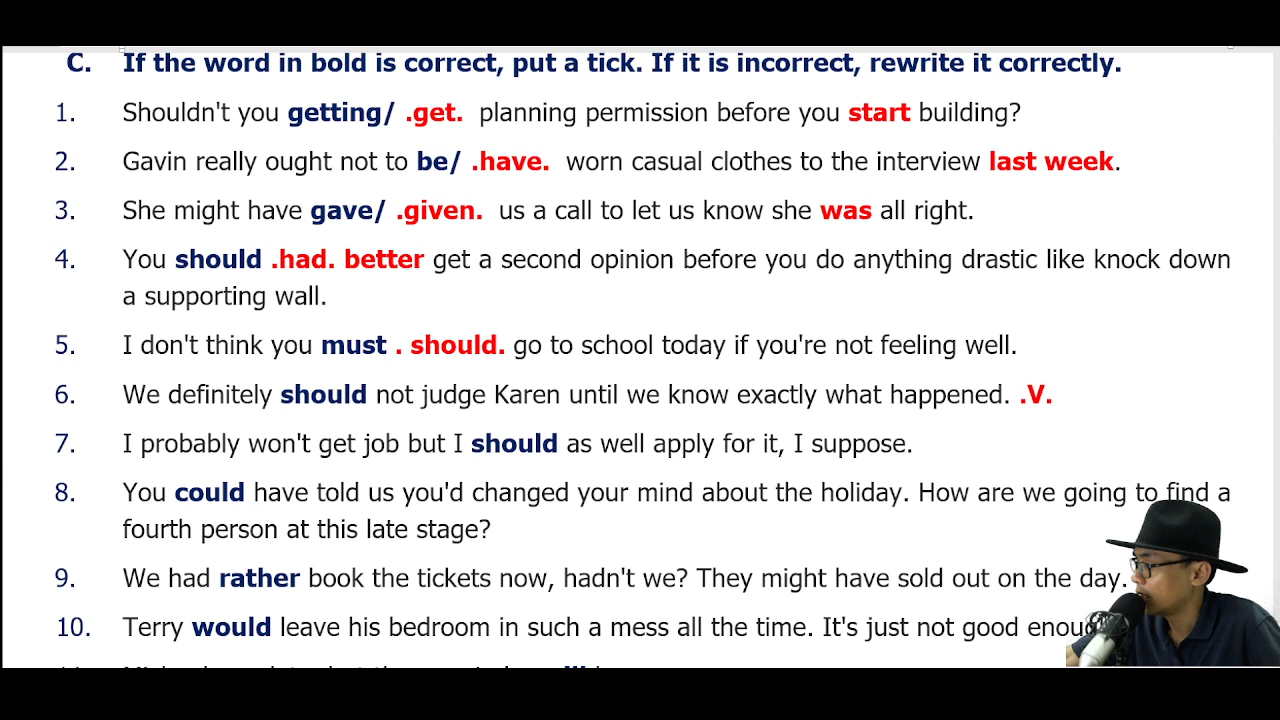 C. If the word in bold is correct, put a tick. If it is incorrect, rewrite it correctly.
1. Shouldn't you getting/ .get. planning permission before you start building?
2. Gavin really ought not to be/ .have. worn casual clothes to the interview last week.
3. She might have gave/ .given. us a call to let us know she was all right.
4. You should .had. better get a second opinion before you do anything drastic like knock down
a supporting wall.
5. I don't think you must . should. go to school today if you're not feeling well.
6. We definitely should not judge Karen until we know exactly what happened. .V.
7. I probably won't get job but I should as well apply for it, I suppose.
8. You could have told us you'd changed your mind about the holiday. How are we going to find a
fourth person at this late stage?
9. We had rather book the tickets now, hadn't we? They might have sold out on the day.
10. Terry would leave his bedroom in such a mess all the time. It's just not good